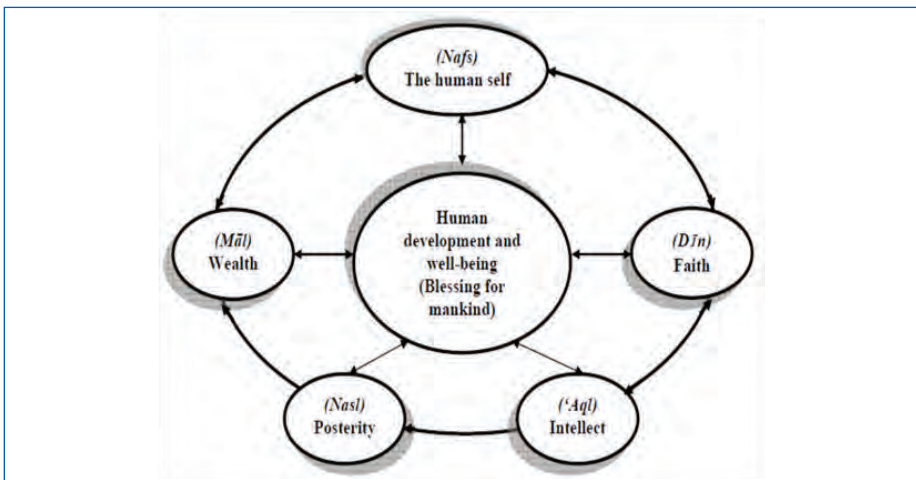 (Nafs)
The human self
(Māl)
Wealth
Human
development and
well-being
(Blessing for
mankind)
(Dīn)
Faith
(Nasl)
Posterity
(‘Aql)
Intellect